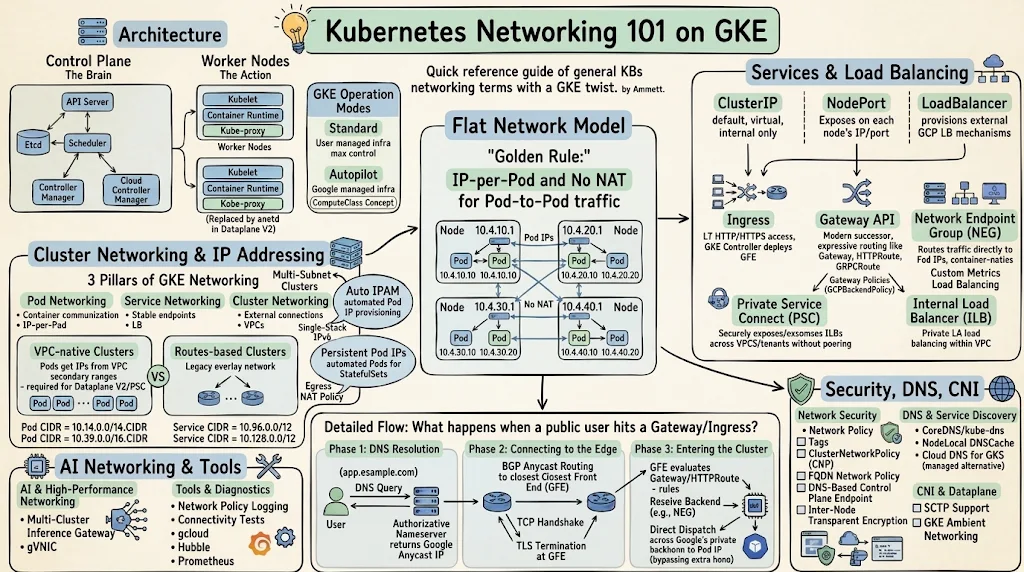 Kubernetes Networking 101 on GKE
Quick reference guide of general KBs
networking terms with a GKE twist. by Ammett.
Architecture
Control Plane
The Brain
API Server
Etcd
Scheduler
Controller
Manager
Cloud
Controller
Manager
Worker Nodes
The Action
Kubelet
Container Runtime
Kube-proxy
Worker Nodes
Kubelet
Container Runtime
Kobe-proxy
(Replaced by anetd
in Dataplane V2)
GKE Operation
Modes
Standard
User managed infra
max control
Autopilot
Google managed infra
ComputeClass Concept
Cluster Networking & IP Addressing
3 Pillars of GKE Networking
Pod Networking
• Container communication
• IP-per-Pad
Service Networking
• Stable endpoints
• LB
Cluster Networking
• External connections
• VPCs
VPC-native Clusters
Pods get IPs from VPC
secondary ranges
– required for Dataplane V2/PSC
Pod
Pod
...
Pod
Pod
VS
Routes-based Clusters
Legacy everlay network
...
Pod CIDR = 10.14.0.0/14.CIDR
Pod CIDR = 10.39.0.0/16.CIDR
Service CIDR = 10.96.0.0/12
Service CIDR = 10.128.0.0/12
Multi-Subnet
Clusters
Auto IPAM
automated Pod
IP provisioning
Single-Stack
IPv6
Persistent Pod IPs
automated Pods for
StatefulSets
Egress
NAT Policy
AI Networking & Tools
AI & High-Performance
Networking
• Multi-Cluster
Inference Gateway
• gVNIC
Tools & Diagnostics
• Network Policy Logging
• Connectivity Tests
• gcloud
• Hubble
• Prometheus
Flat Network Model
"Golden Rule:"
IP-per-Pod and No NAT
for Pod-to-Pod traffic
Node
10.4.10.1
Pod
Pod
10.4.10.10
10.4.10.10
Pod IPs
10.4.20.1
Node
Pod
Pod
10.4.20.10
10.4.20.20
No NAT
Node
10.4.30.1
Pod
Pod
10.4.30.10
10.4.30.20
10.4.40.1
Node
Pod
Pod
10.4.40.10
10.4.40.20
Detailed Flow: What happens when a public user hits a Gateway/Ingress?
Phase 1: DNS Resolution
(app.esample.com)
DNS Query
User
Authoritative
Nameserver
returns Google
Anycast IP
Phase 2: Connecting to the Edge
BGP Anycast Routing
to closest Closest Front
End (GFE)
TCP Handshake
TLS Termination
at GFE
Phase 3: Entering the Cluster
GFE evaluates
Gateway/HTTPRoute
– rules
Reseive Backend
(e.g., NEG)
Direct Dispatch
across Google's private
backhonn to Pod IP
(bypassing extra hono)
Services & Load Balancing
ClusterIP
default, virtual,
internal only
NodePort
Exposes on each
node's IP/port
LoadBalancer
provisions external
GCP LB mechanisms
Ingress
LT HTTP/HTTPS access,
GKE Controller deploys
GFE
Gateway API
Modern successor,
expressive routing like
Gateway, HTTPRoute,
GRPCRoute
Gateway Policies
(GCPBackendPolicy)
Network Endpoint
Group (NEG)
Routes traffic directly to
Fod IPs, container-naties
Custom Metrics
Load Balancing
Private Service
Connect (PSC)
Securely exposes/exsomses ILBs
across VPCS/tenants without peering
Internal Load
Balancer (ILB)
Private LA lead
balancing within VPC
Security, DNS, CNI
Network Security
• Network Policy
Tags
ClusterNetworkPolicy
(CNP)
FQDN Network Policy
DNS-Based Control
Plane Endpoint
Inter-Node
Transparent Encryption
DNS & Service Discovery
• CoreDNS/kube-dns
• NodeLocal DNSCache
• Cloud DNS for GKS
(managed alternative)
CNI & Dataplane
SCTP Support
GKE Ambient
Networking